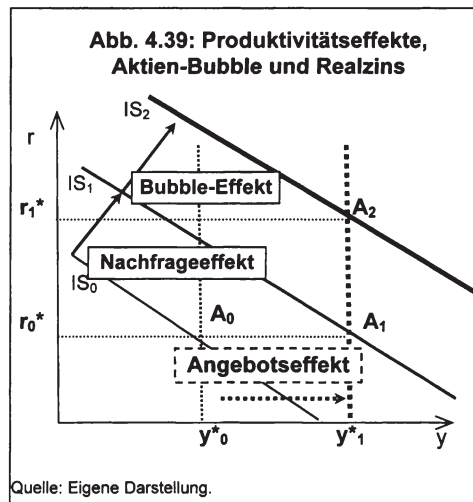 Abb. 4.39: Produktivitätseffekte,
Aktien-Bubble und Realzins
IS₂
r
IS₁
Bubble-Effekt
r₁*
A₂
Nachfrageeffekt
IS₀
A₀
A₁
r₀*
Angebotseffekt
y*₀
y*₁
y
Quelle: Eigene Darstellung.